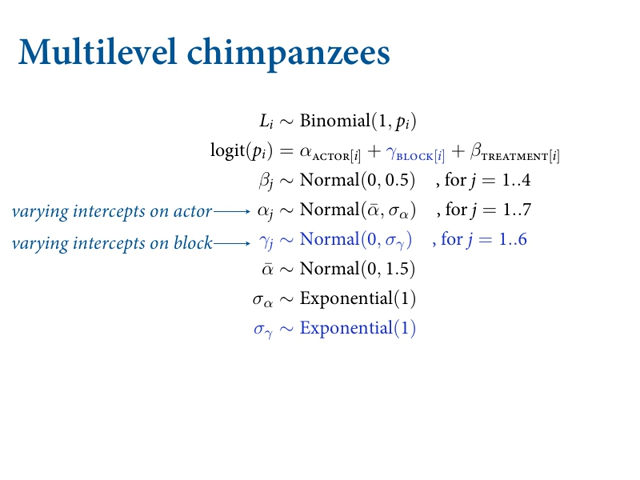 Multilevel chimpanzees
Lᵢ ~ Binomial(1, pᵢ)
logit(pᵢ) = α_ACTOR[i] + γ_BLOCK[i] + β_TREATMENT[i]
βⱼ ~ Normal(0, 0.5) , for j = 1..4
varying intercepts on actor → αⱼ ~ Normal(ᾱ, σ_α) , for j = 1..7
varying intercepts on block → γⱼ ~ Normal(0, σ_γ) , for j = 1..6
ᾱ ~ Normal(0, 1.5)
σ_α ~ Exponential(1)
σ_γ ~ Exponential(1)